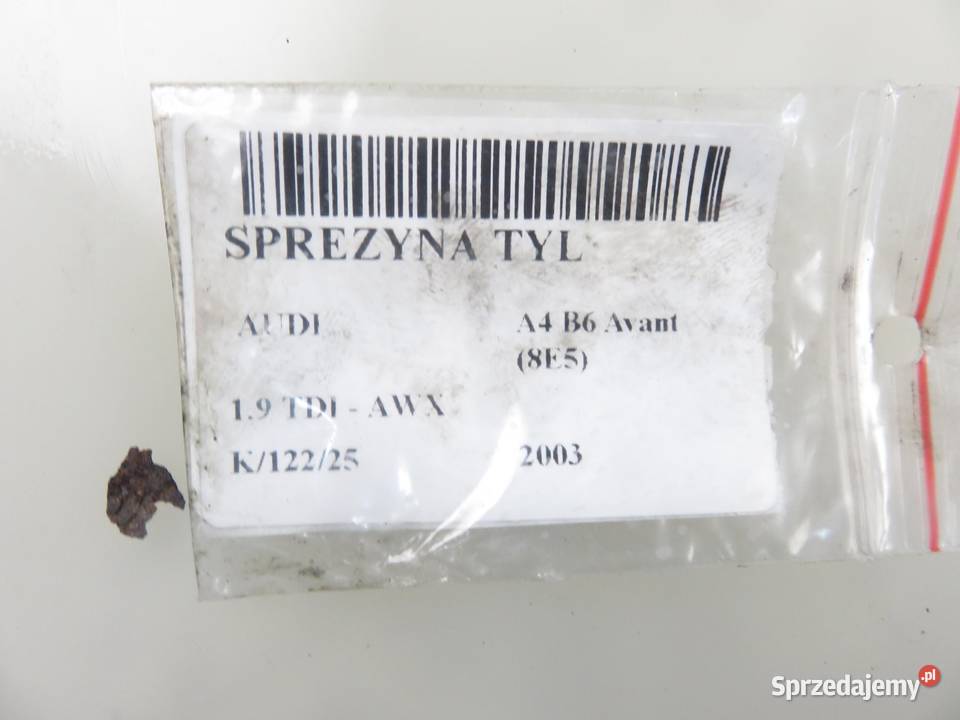 SPREZYNA TYL
AUDI A4 B6 Avant
(8E5)
1.9 TDI - AWX
K/122/25 2003
Sprzedajemy.pl